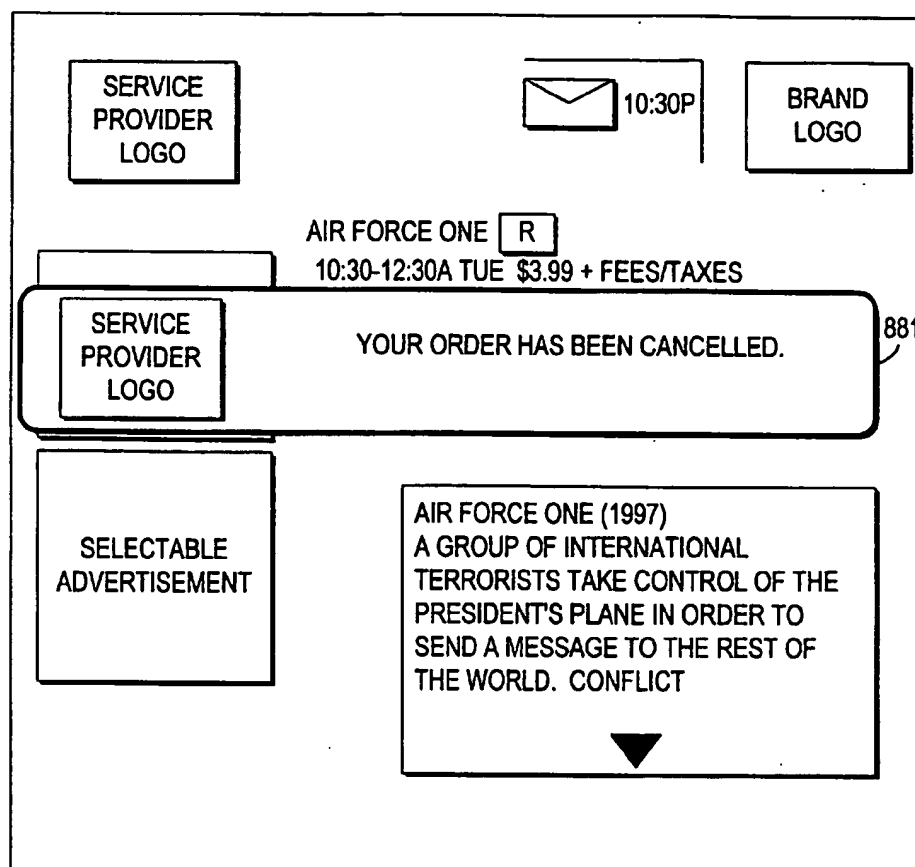 SERVICE
PROVIDER
LOGO
10:30P
BRAND
LOGO
AIR FORCE ONE R
10:30-12:30A TUE $3.99 + FEES/TAXES
SERVICE
PROVIDER
LOGO
YOUR ORDER HAS BEEN CANCELLED.
881
SELECTABLE
ADVERTISEMENT
AIR FORCE ONE (1997)
A GROUP OF INTERNATIONAL
TERRORISTS TAKE CONTROL OF THE
PRESIDENT'S PLANE IN ORDER TO
SEND A MESSAGE TO THE REST OF
THE WORLD. CONFLICT